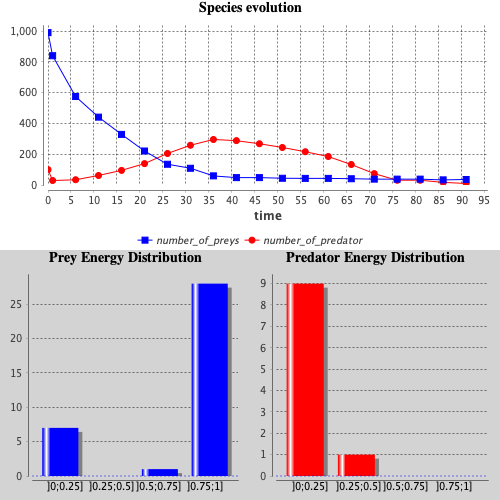 Species evolution
1,000
800
600
400
200
0
0 5 10 15 20 25 30 35 40 45 50 55 60 65 70 75 80 85 90 95
time
number_of_preys number_of_predator
Prey Energy Distribution
25
20
15
10
5
0
]0;0.25] ]0.25;0.5] ]0.5;0.75] ]0.75;1]
Predator Energy Distribution
9
8
7
6
5
4
3
2
1
0
]0;0.25] ]0.25;0.5] ]0.5;0.75] ]0.75;1]